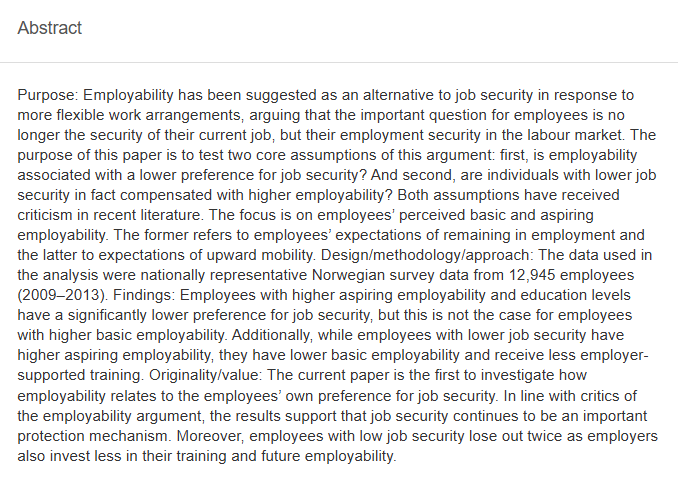 Abstract
Purpose: Employability has been suggested as an alternative to job security in response to
more flexible work arrangements, arguing that the important question for employees is no
longer the security of their current job, but their employment security in the labour market. The
purpose of this paper is to test two core assumptions of this argument: first, is employability
associated with a lower preference for job security? And second, are individuals with lower job
security in fact compensated with higher employability? Both assumptions have received
criticism in recent literature. The focus is on employees’ perceived basic and aspiring
employability. The former refers to employees’ expectations of remaining in employment and
the latter to expectations of upward mobility. Design/methodology/approach: The data used in
the analysis were nationally representative Norwegian survey data from 12,945 employees
(2009–2013). Findings: Employees with higher aspiring employability and education levels
have a significantly lower preference for job security, but this is not the case for employees
with higher basic employability. Additionally, while employees with lower job security have
higher aspiring employability, they have lower basic employability and receive less employer-
supported training. Originality/value: The current paper is the first to investigate how
employability relates to the employees’ own preference for job security. In line with critics of
the employability argument, the results support that job security continues to be an important
protection mechanism. Moreover, employees with low job security lose out twice as employers
also invest less in their training and future employability.